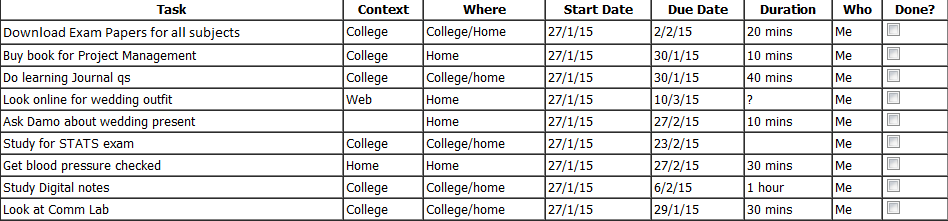 Task Context Where Start Date Due Date Duration Who Done?
Download Exam Papers for all subjects College College/Home 27/1/15 2/2/15 20 mins Me
Buy book for Project Management College Home 27/1/15 30/1/15 10 mins Me
Do learning Journal qs College College/home 27/1/15 30/1/15 40 mins Me
Look online for wedding outfit Web Home 27/1/15 10/3/15 ? Me
Ask Damo about wedding present Home 27/1/15 27/2/15 10 mins Me
Study for STATS exam College College/home 27/1/15 23/2/15 Me
Get blood pressure checked Home Home 27/1/15 27/2/15 30 mins Me
Study Digital notes College College/home 27/1/15 6/2/15 1 hour Me
Look at Comm Lab College College/home 27/1/15 29/1/15 30 mins Me